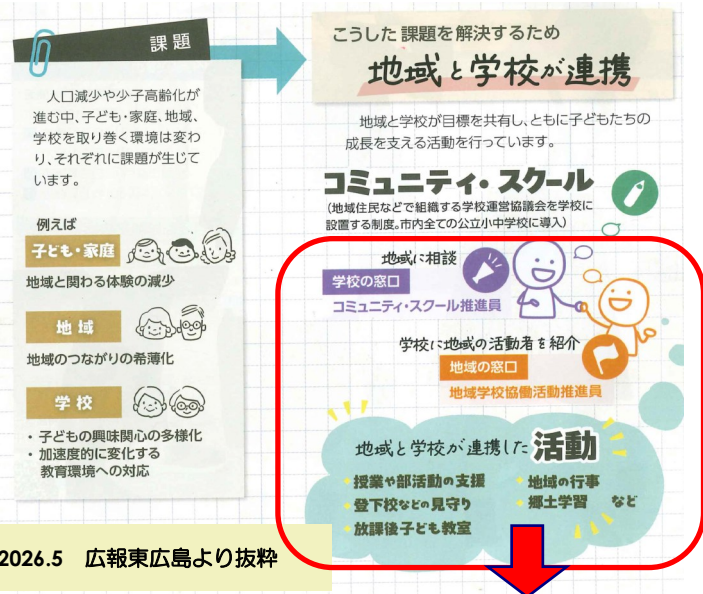 課題
人口減少や少子高齢化が
進む中、子ども・家庭、地域、
学校を取り巻く環境は変わ
り、それぞれに課題が生じて
います。
例えば
子ども・家庭
地域と関わる体験の減少
地域
地域のつながりの希薄化
学校
・子どもの興味関心の多様化
・加速度的に変化する
教育環境への対応
こうした課題を解決するため
地域と学校が連携
地域と学校が目標を共有し、ともに子どもたちの
成長を支える活動を行っています。
コミュニティ・スクール
(地域住民などで組織する学校運営協議会を学校に
設置する制度。市内全ての公立小中学校に導入)
地域に相談
学校の窓口
コミュニティ・スクール推進員
学校に地域の活動者を紹介
地域の窓口
地域学校協働活動推進員
地域と学校が連携した活動
・授業や部活動の支援
・登下校などの見守り
・放課後子ども教室
・地域の行事
・郷土学習 など
2026.5 広報東広島より抜粋